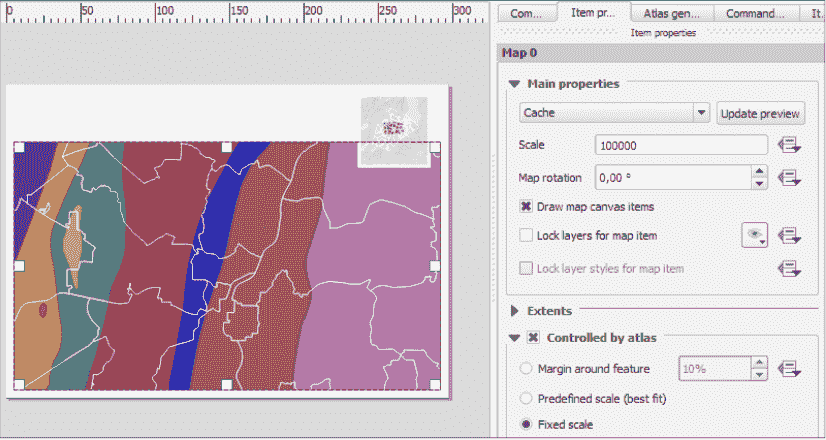 0 50 100 150 200 250 300
Com... Item pr... Atlas gen... Command... It.
Item properties
Map 0
Main properties
Cache Update preview
Scale 100000
Map rotation 0,00 °
Draw map canvas items
Lock layers for map item
Lock layer styles for map item
Extents
Controlled by atlas
Margin around feature 10%
Predefined scale (best fit)
Fixed scale